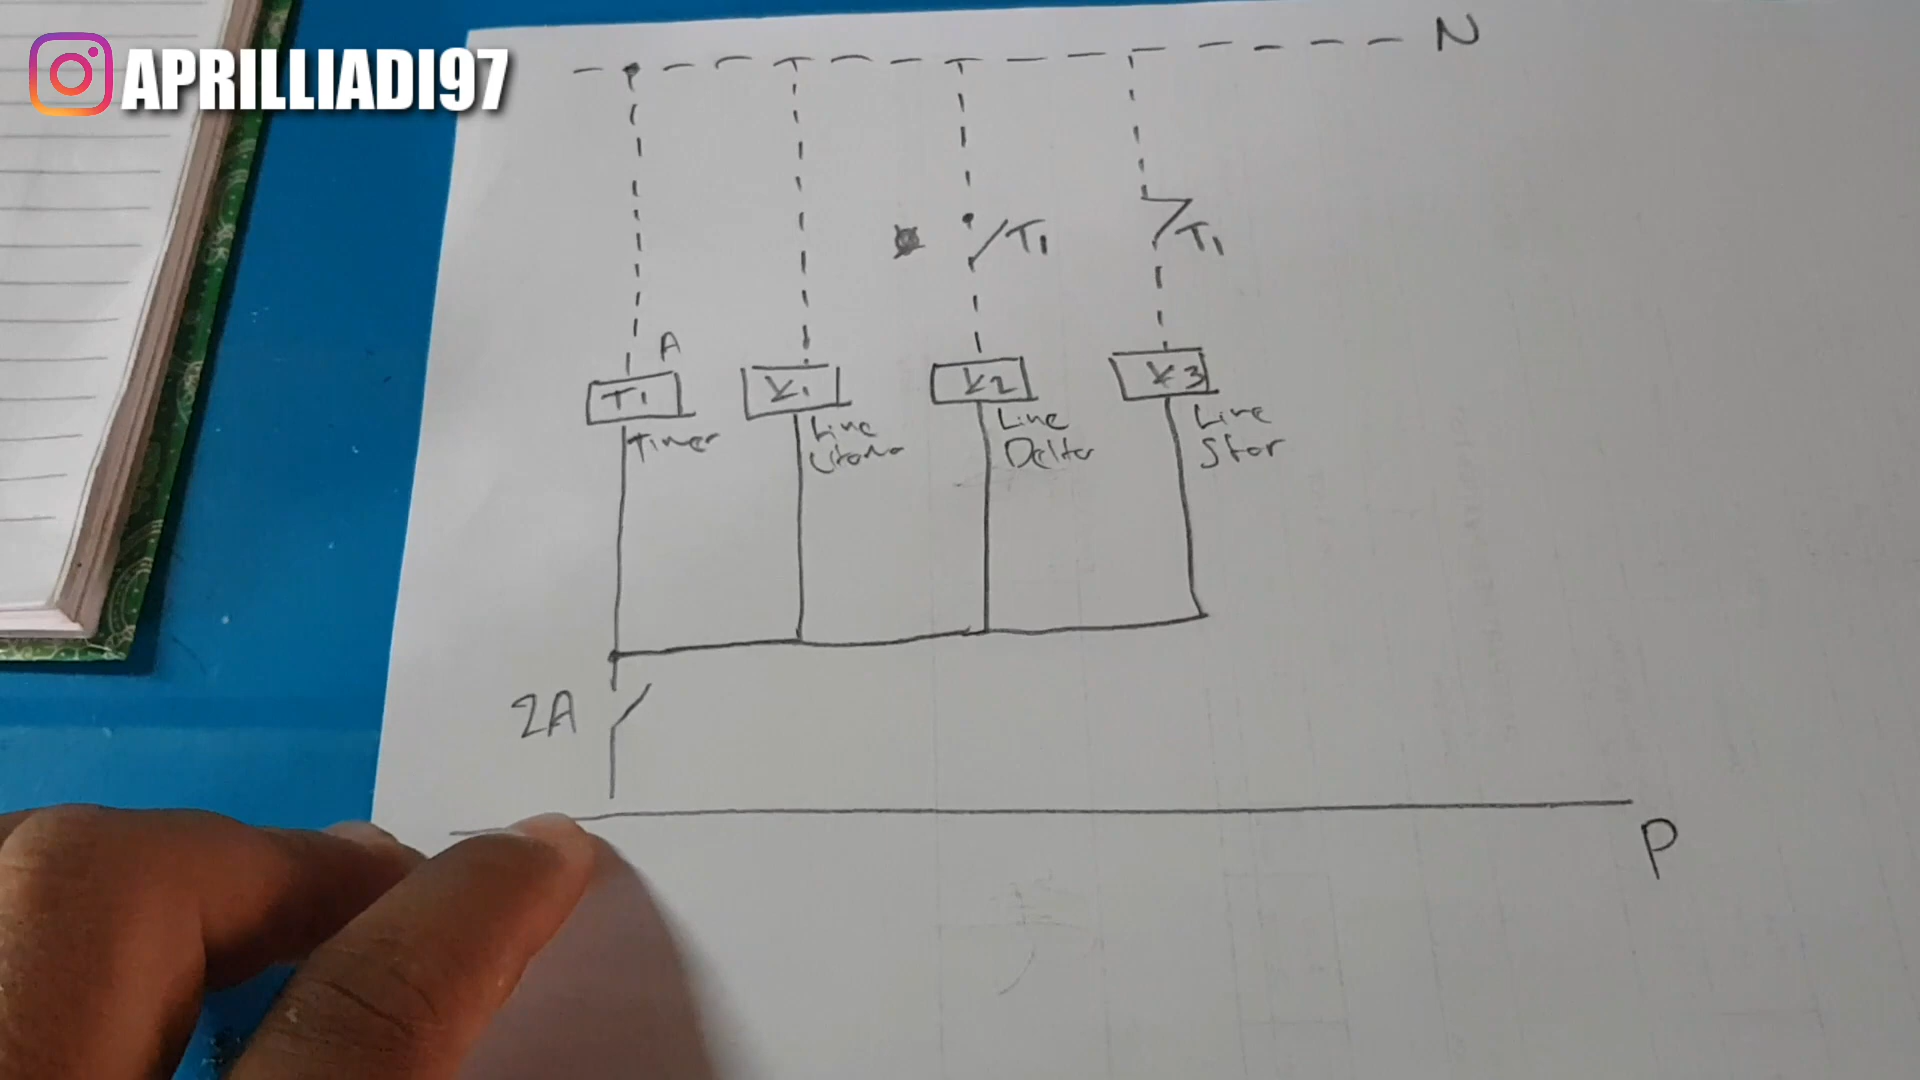 APRILLIADI97
N
T1
T1
A
T1
K1
K2
K3
Timer
Line
Utama
Line
Delta
Line
Star
2A
P